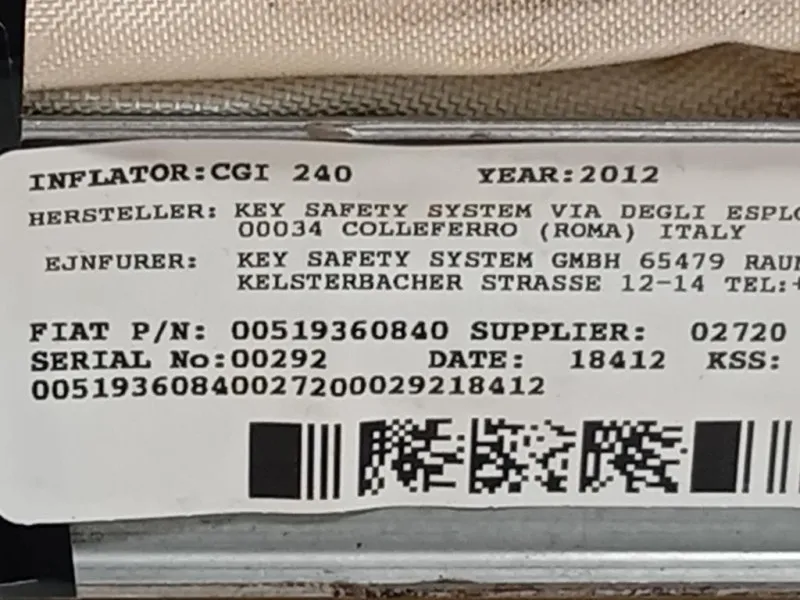 INFLATOR:CGI 240 YEAR:2012
HERSTELLER: KEY SAFETY SYSTEM VIA DEGLI ESPLO
00034 COLLEFERRO (ROMA) ITALY
EJNFURER: KEY SAFETY SYSTEM GMBH 65479 RAUN
KELSTERBACHER STRASSE 12-14 TEL:+
FIAT P/N: 00519360840 SUPPLIER: 02720
SERIAL No:00292 DATE: 18412 KSS:
00519360840027200029218412